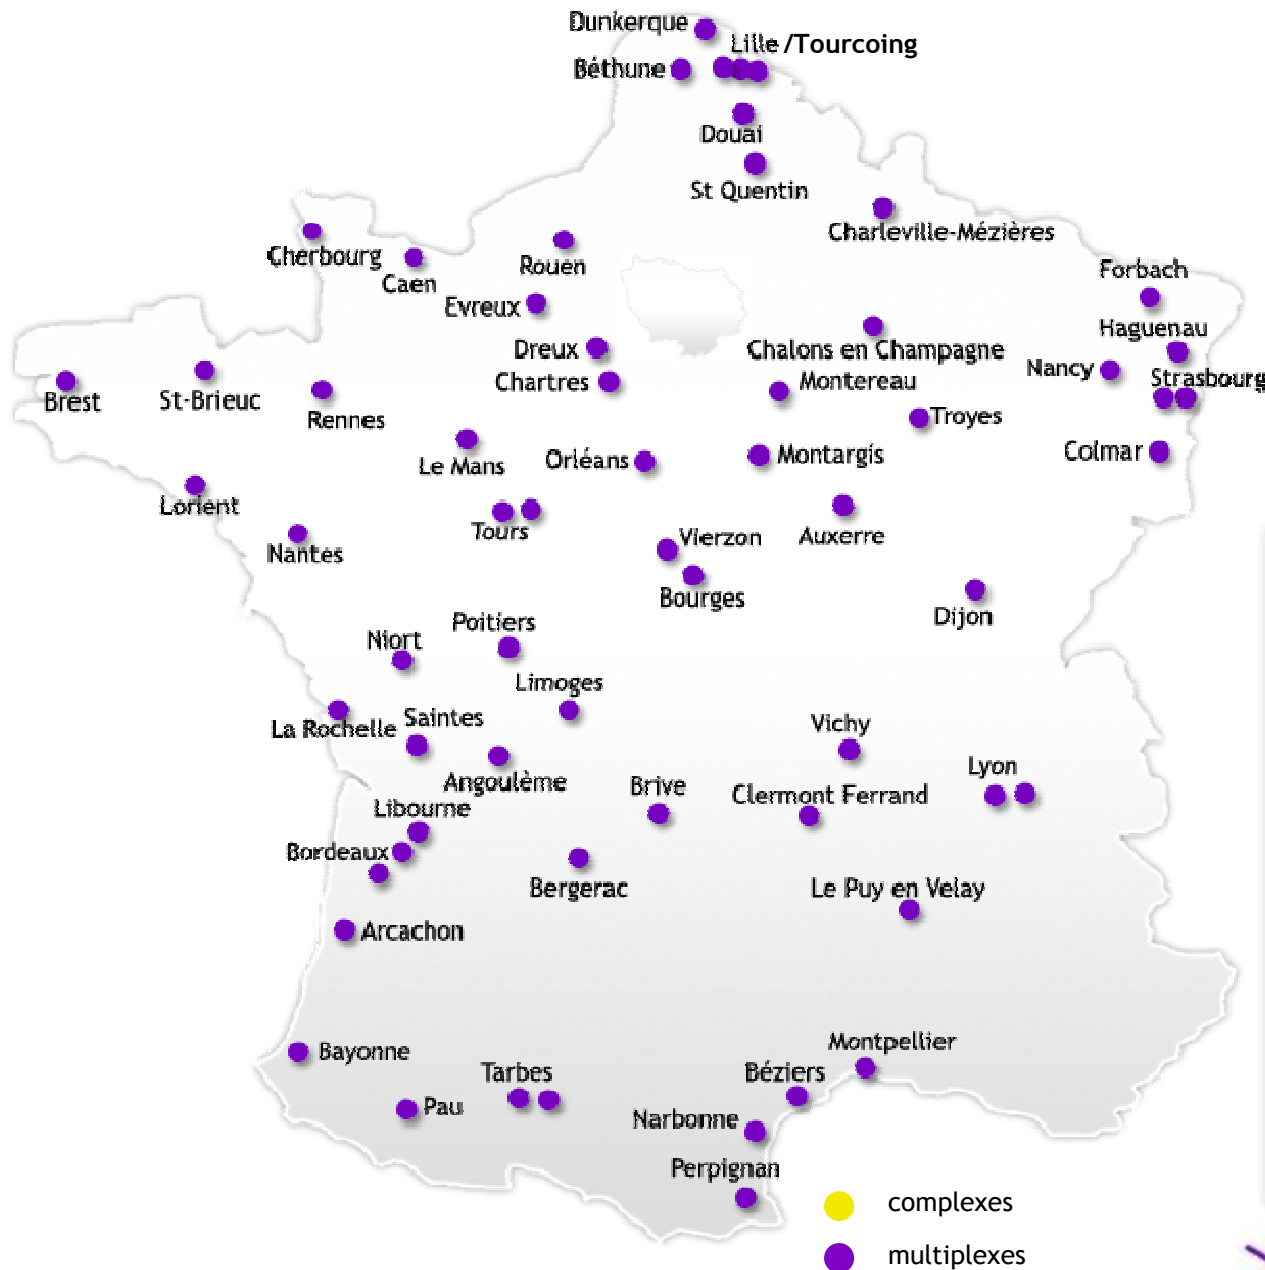 Dunkerque
Lille /Tourcoing
Béthune
Douai
St Quentin
Charleville-Mézières
Cherbourg
Caen
Rouen
Forbach
Evreux
Haguenau
Dreux
Chalons en Champagne
Nancy
Strasbourg
Chartres
Montereau
Brest
St-Brieuc
Rennes
Troyes
Le Mans
Orléans
Montargis
Colmar
Lorient
Tours
Auxerre
Vierzon
Nantes
Bourges
Dijon
Poitiers
Niort
Limoges
La Rochelle
Saintes
Vichy
Lyon
Angoulème
Brive
Clermont Ferrand
Libourne
Bordeaux
Bergerac
Le Puy en Velay
Arcachon
Montpellier
Bayonne
Tarbes
Béziers
Pau
Narbonne
Perpignan
complexes
multiplexes